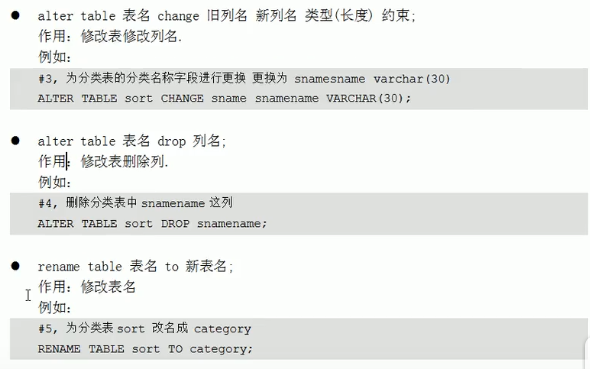 ● alter table 表名 change 旧列名 新列名 类型(长度) 约束;
作用: 修改表修改列名.
例如:
#3, 为分类表的分类名称字段进行更换 更换为 snamesname varchar(30)
ALTER TABLE sort CHANGE sname snamename VARCHAR(30);
● alter table 表名 drop 列名;
作用: 修改表删除列.
例如:
#4, 删除分类表中 snamename 这列
ALTER TABLE sort DROP snamename;
● rename table 表名 to 新表名;
作用: 修改表名
例如:
#5, 为分类表 sort 改名成 category
RENAME TABLE sort TO category;